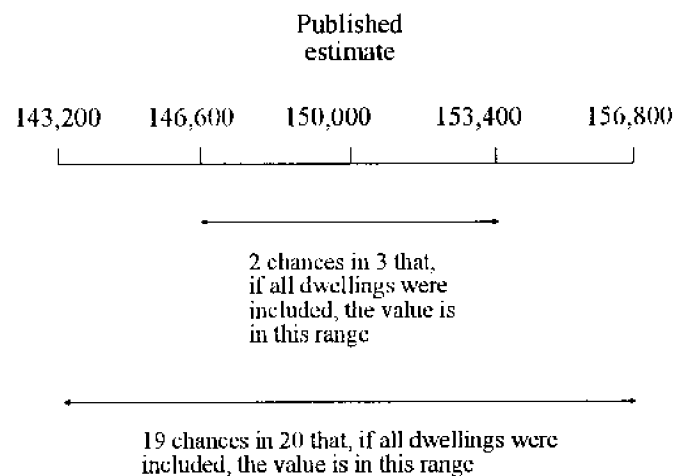 Published
estimate
143,200 146,600 150,000 153,400 156,800
2 chances in 3 that,
if all dwellings were
included, the value is
in this range
19 chances in 20 that, if all dwellings were
included, the value is in this range